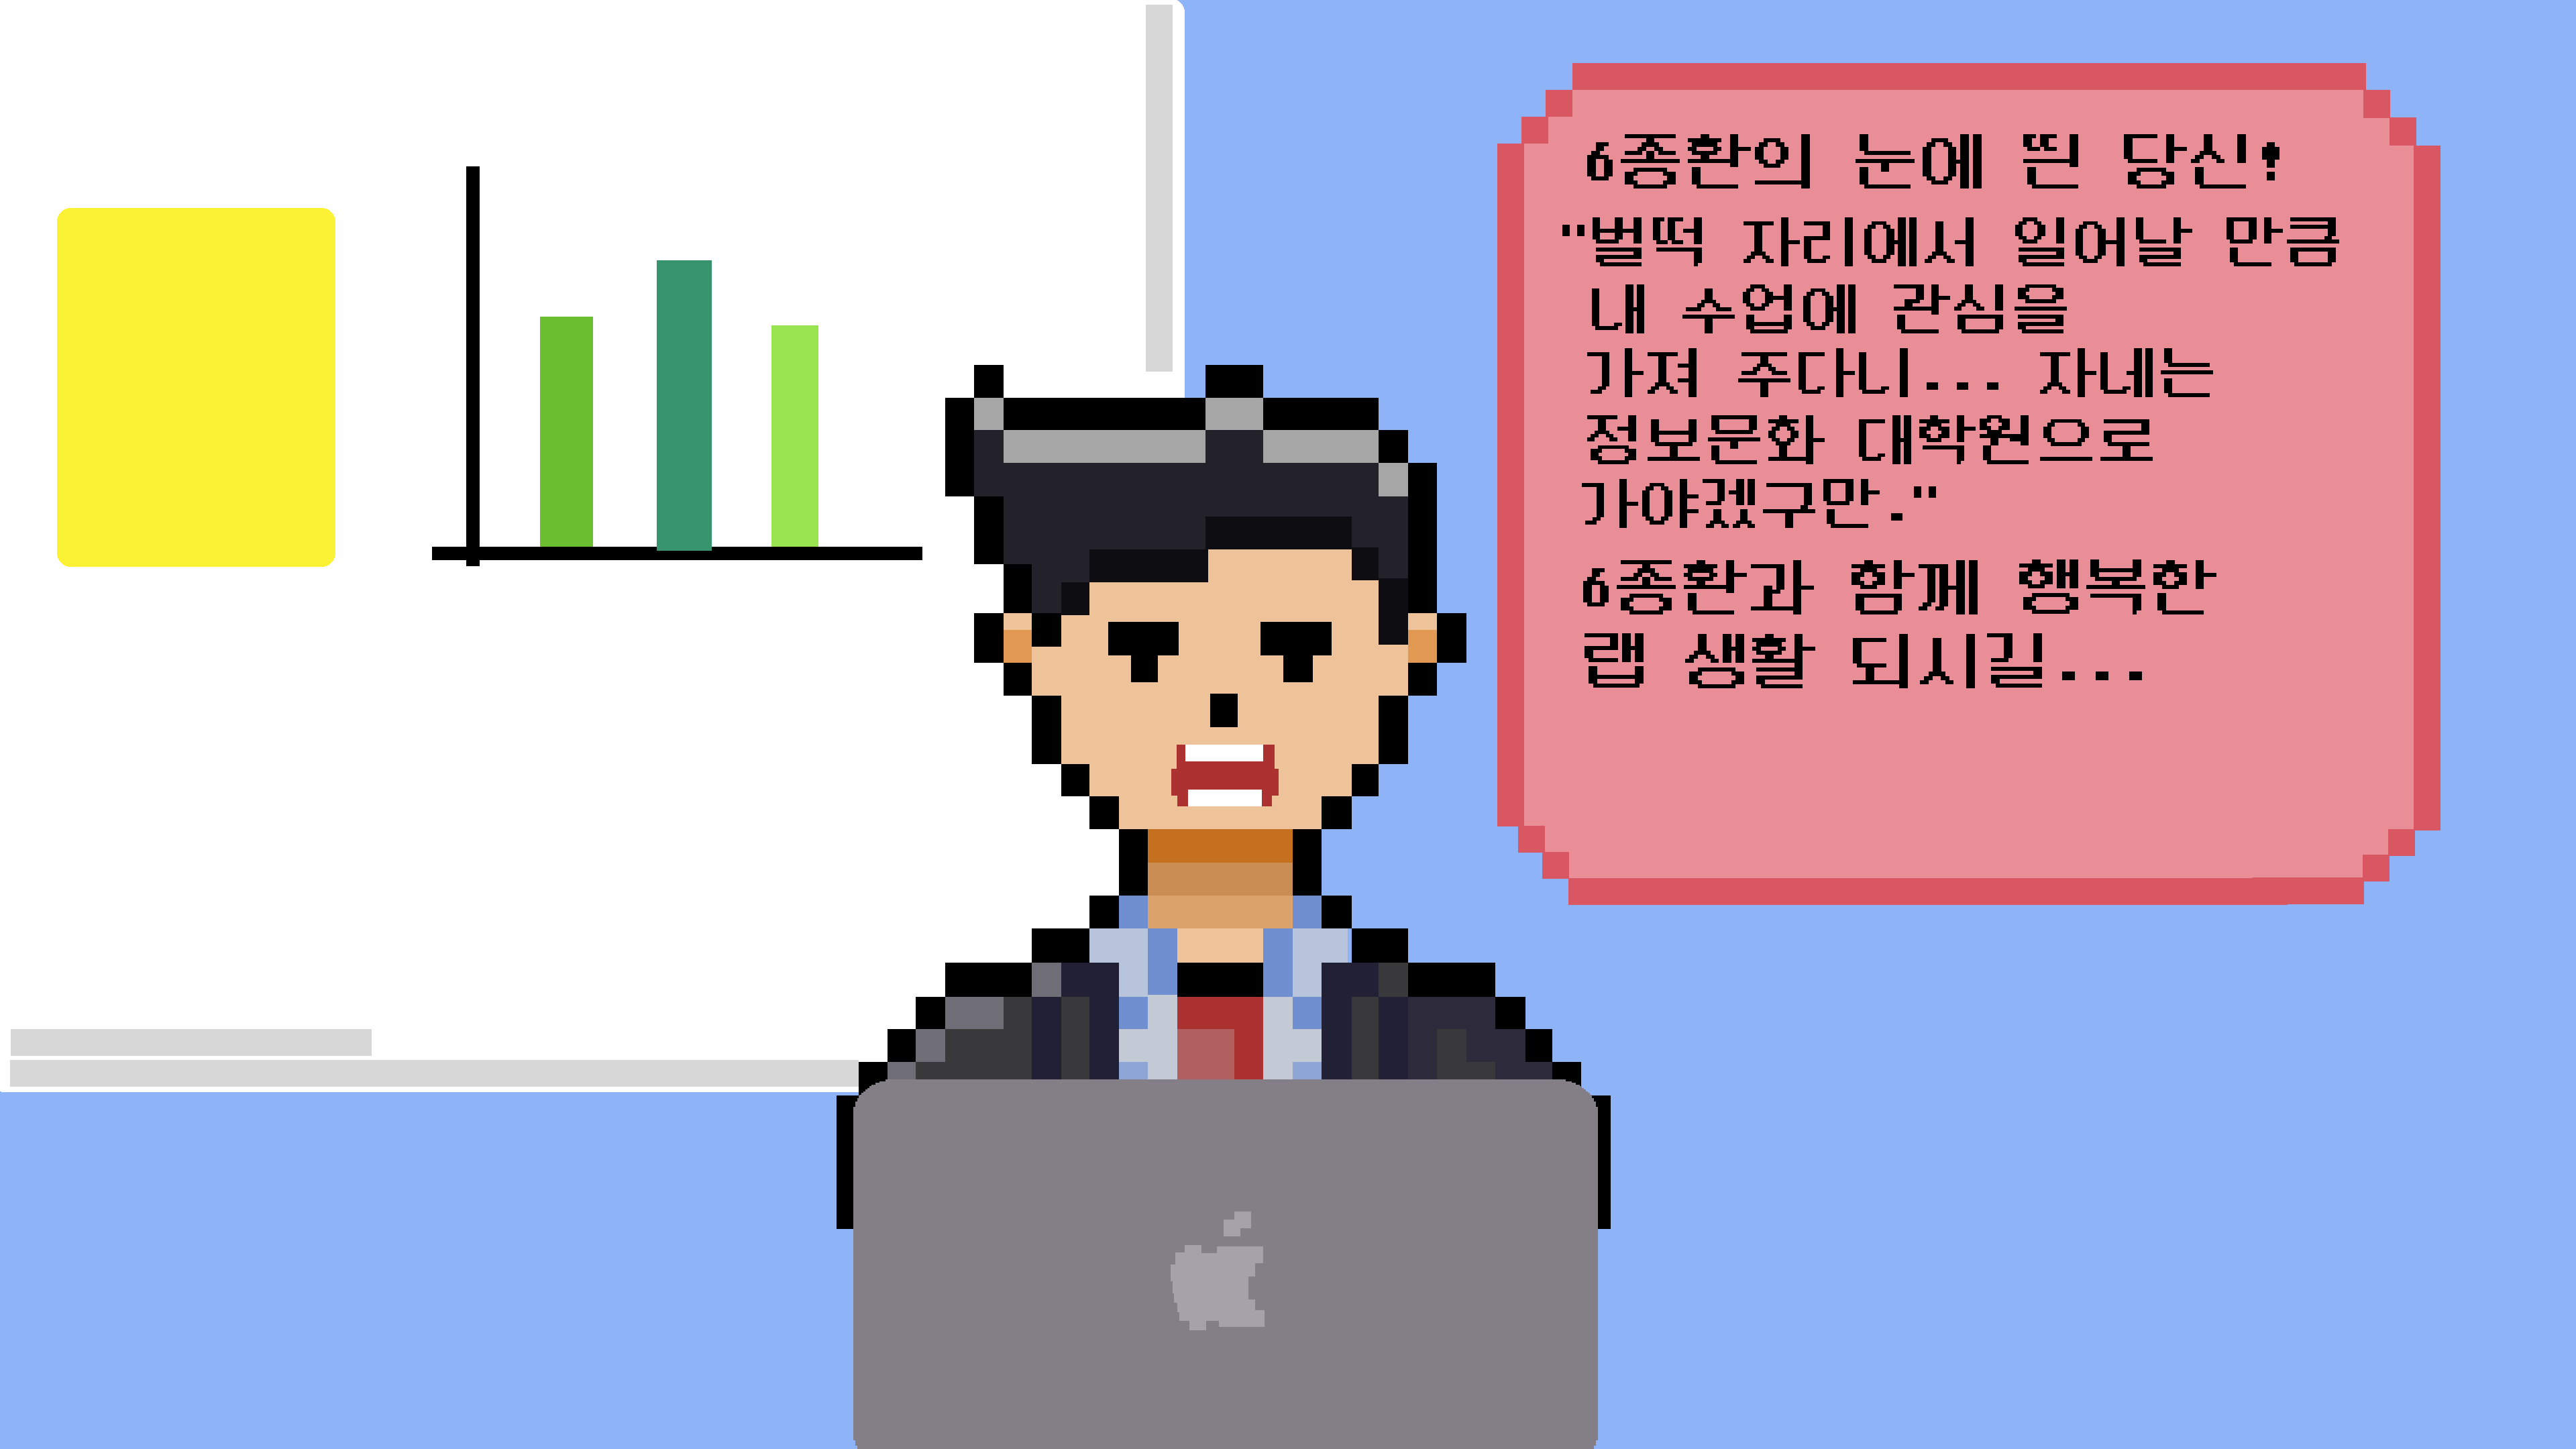 6종환의 눈에 띈 당신!
"벌떡 자리에서 일어날 만큼
내 수업에 관심을
가져 주다니... 자네는
정보문화 대학원으로
가야겠구만."
6종환과 함께 행복한
랩 생활 되시길...